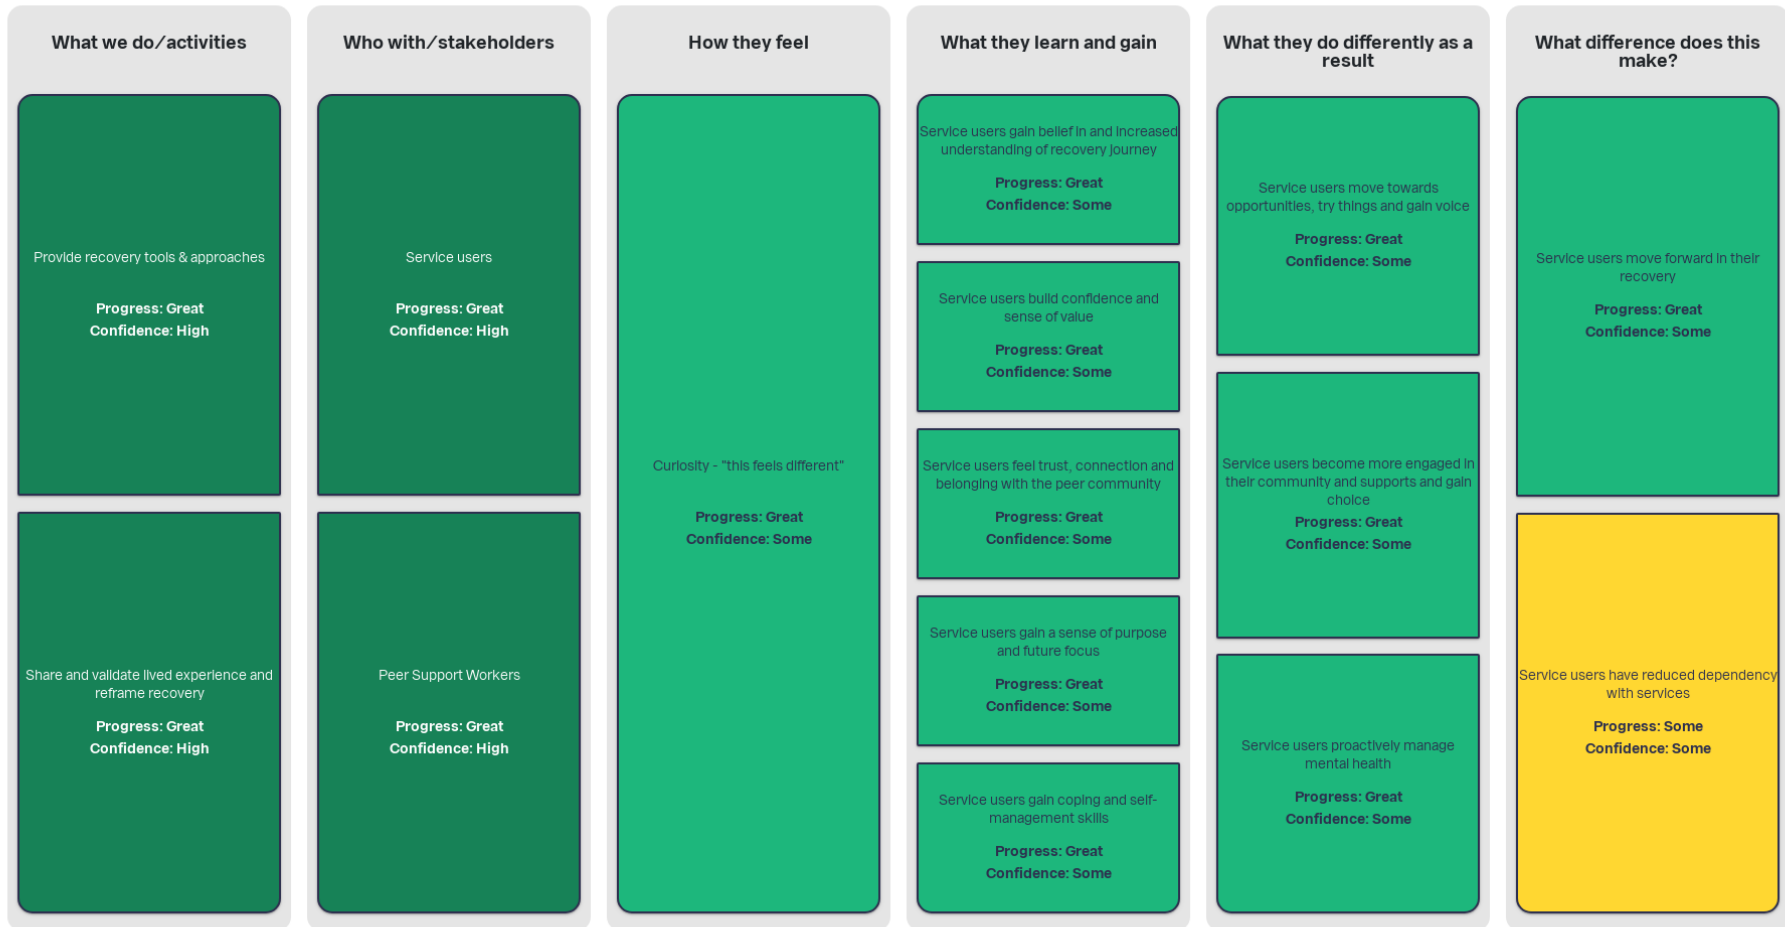 What we do/activities
Provide recovery tools & approaches
Progress: Great
Confidence: High
Share and validate lived experience and
reframe recovery
Progress: Great
Confidence: High
Who with/stakeholders
Service users
Progress: Great
Confidence: High
Peer Support Workers
Progress: Great
Confidence: High
How they feel
Curiosity - "this feels different"
Progress: Great
Confidence: Some
What they learn and gain
Service users gain belief in and increased
understanding of recovery journey
Progress: Great
Confidence: Some
Service users build confidence and
sense of value
Progress: Great
Confidence: Some
Service users feel trust, connection and
belonging with the peer community
Progress: Great
Confidence: Some
Service users gain a sense of purpose
and future focus
Progress: Great
Confidence: Some
Service users gain coping and self-
management skills
Progress: Great
Confidence: Some
What they do differently as a
result
Service users move towards
opportunities, try things and gain voice
Progress: Great
Confidence: Some
Service users become more engaged in
their community and supports and gain
choice
Progress: Great
Confidence: Some
Service users proactively manage
mental health
Progress: Great
Confidence: Some
What difference does this
make?
Service users move forward in their
recovery
Progress: Great
Confidence: Some
Service users have reduced dependency
with services
Progress: Some
Confidence: Some